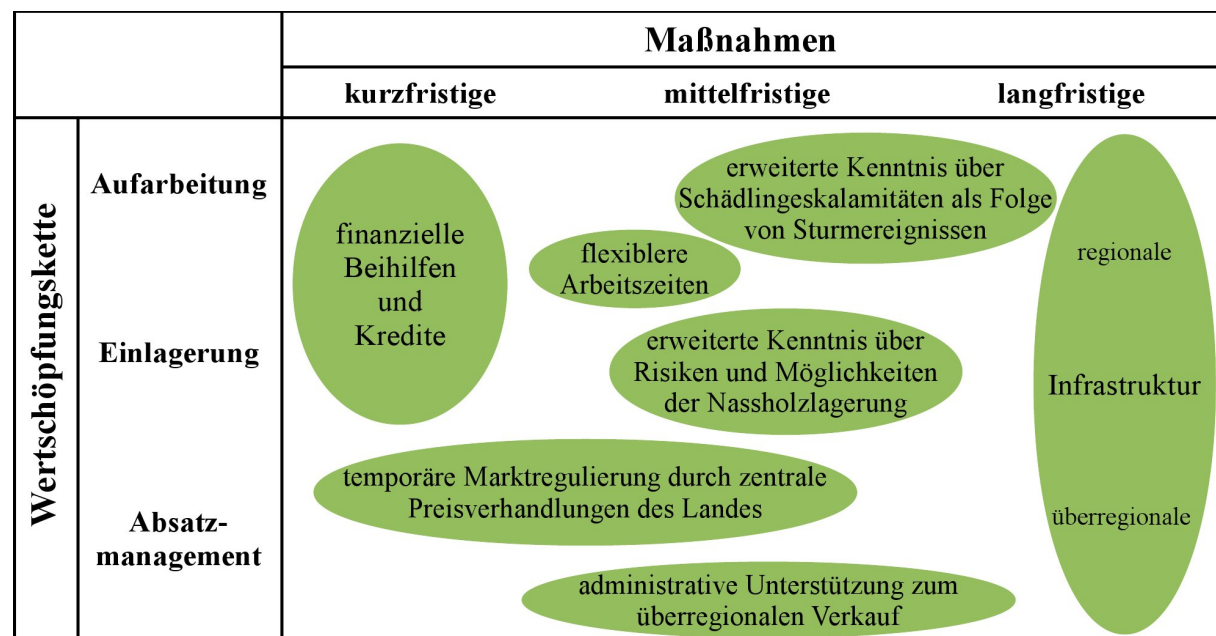 Maßnahmen
kurzfristige
mittelfristige
langfristige
Wertschöpfungskette
Aufarbeitung
Einlagerung
Absatz-
management
finanzielle
Beihilfen
und
Kredite
flexiblere
Arbeitszeiten
erweiterte Kenntnis über
Schädlingeskalamitäten als Folge
von Sturmereignissen
erweiterte Kenntnis über
Risiken und Möglichkeiten
der Nassholzlagerung
temporäre Marktregulierung durch zentrale
Preisverhandlungen des Landes
administrative Unterstützung zum
überregionalen Verkauf
regionale
Infrastruktur
überregionale